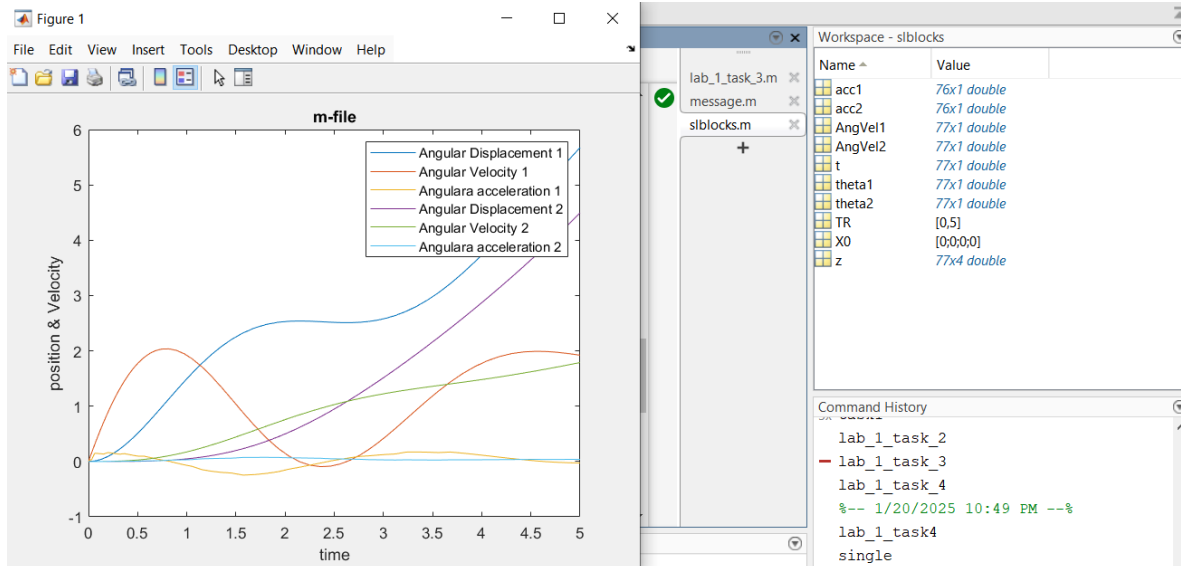 Figure 1
File Edit View Insert Tools Desktop Window Help
m-file
6
5
4
3
2
1
0
-1
position & Velocity
Angular Displacement 1
Angular Velocity 1
Angulara acceleration 1
Angular Displacement 2
Angular Velocity 2
Angulara acceleration 2
0 0.5 1 1.5 2 2.5 3 3.5 4 4.5 5
time
lab_1_task_3.m
message.m
slblocks.m
Workspace - slblocks
Name Value
acc1 76x1 double
acc2 76x1 double
AngVel1 77x1 double
AngVel2 77x1 double
t 77x1 double
theta1 77x1 double
theta2 77x1 double
TR [0,5]
X0 [0;0;0;0]
z 77x4 double
Command History
lab_1_task_2
lab_1_task_3
lab_1_task_4
%-- 1/20/2025 10:49 PM --%
lab_1_task4
single